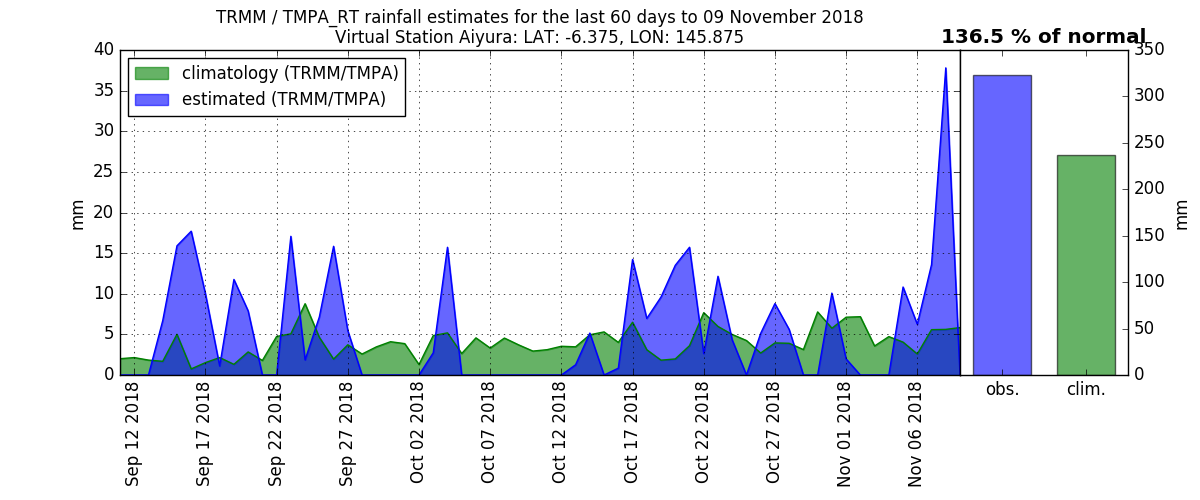 TRMM / TMPA_RT rainfall estimates for the last 60 days to 09 November 2018
Virtual Station Aiyura: LAT: -6.375, LON: 145.875
136.5 % of normal
climatology (TRMM/TMPA)
estimated (TRMM/TMPA)
mm
40
35
30
25
20
15
10
5
0
Sep 12 2018
Sep 17 2018
Sep 22 2018
Sep 27 2018
Oct 02 2018
Oct 07 2018
Oct 12 2018
Oct 17 2018
Oct 22 2018
Oct 27 2018
Nov 01 2018
Nov 06 2018
obs.
clim.
350
300
250
200
150
100
50
0
mm